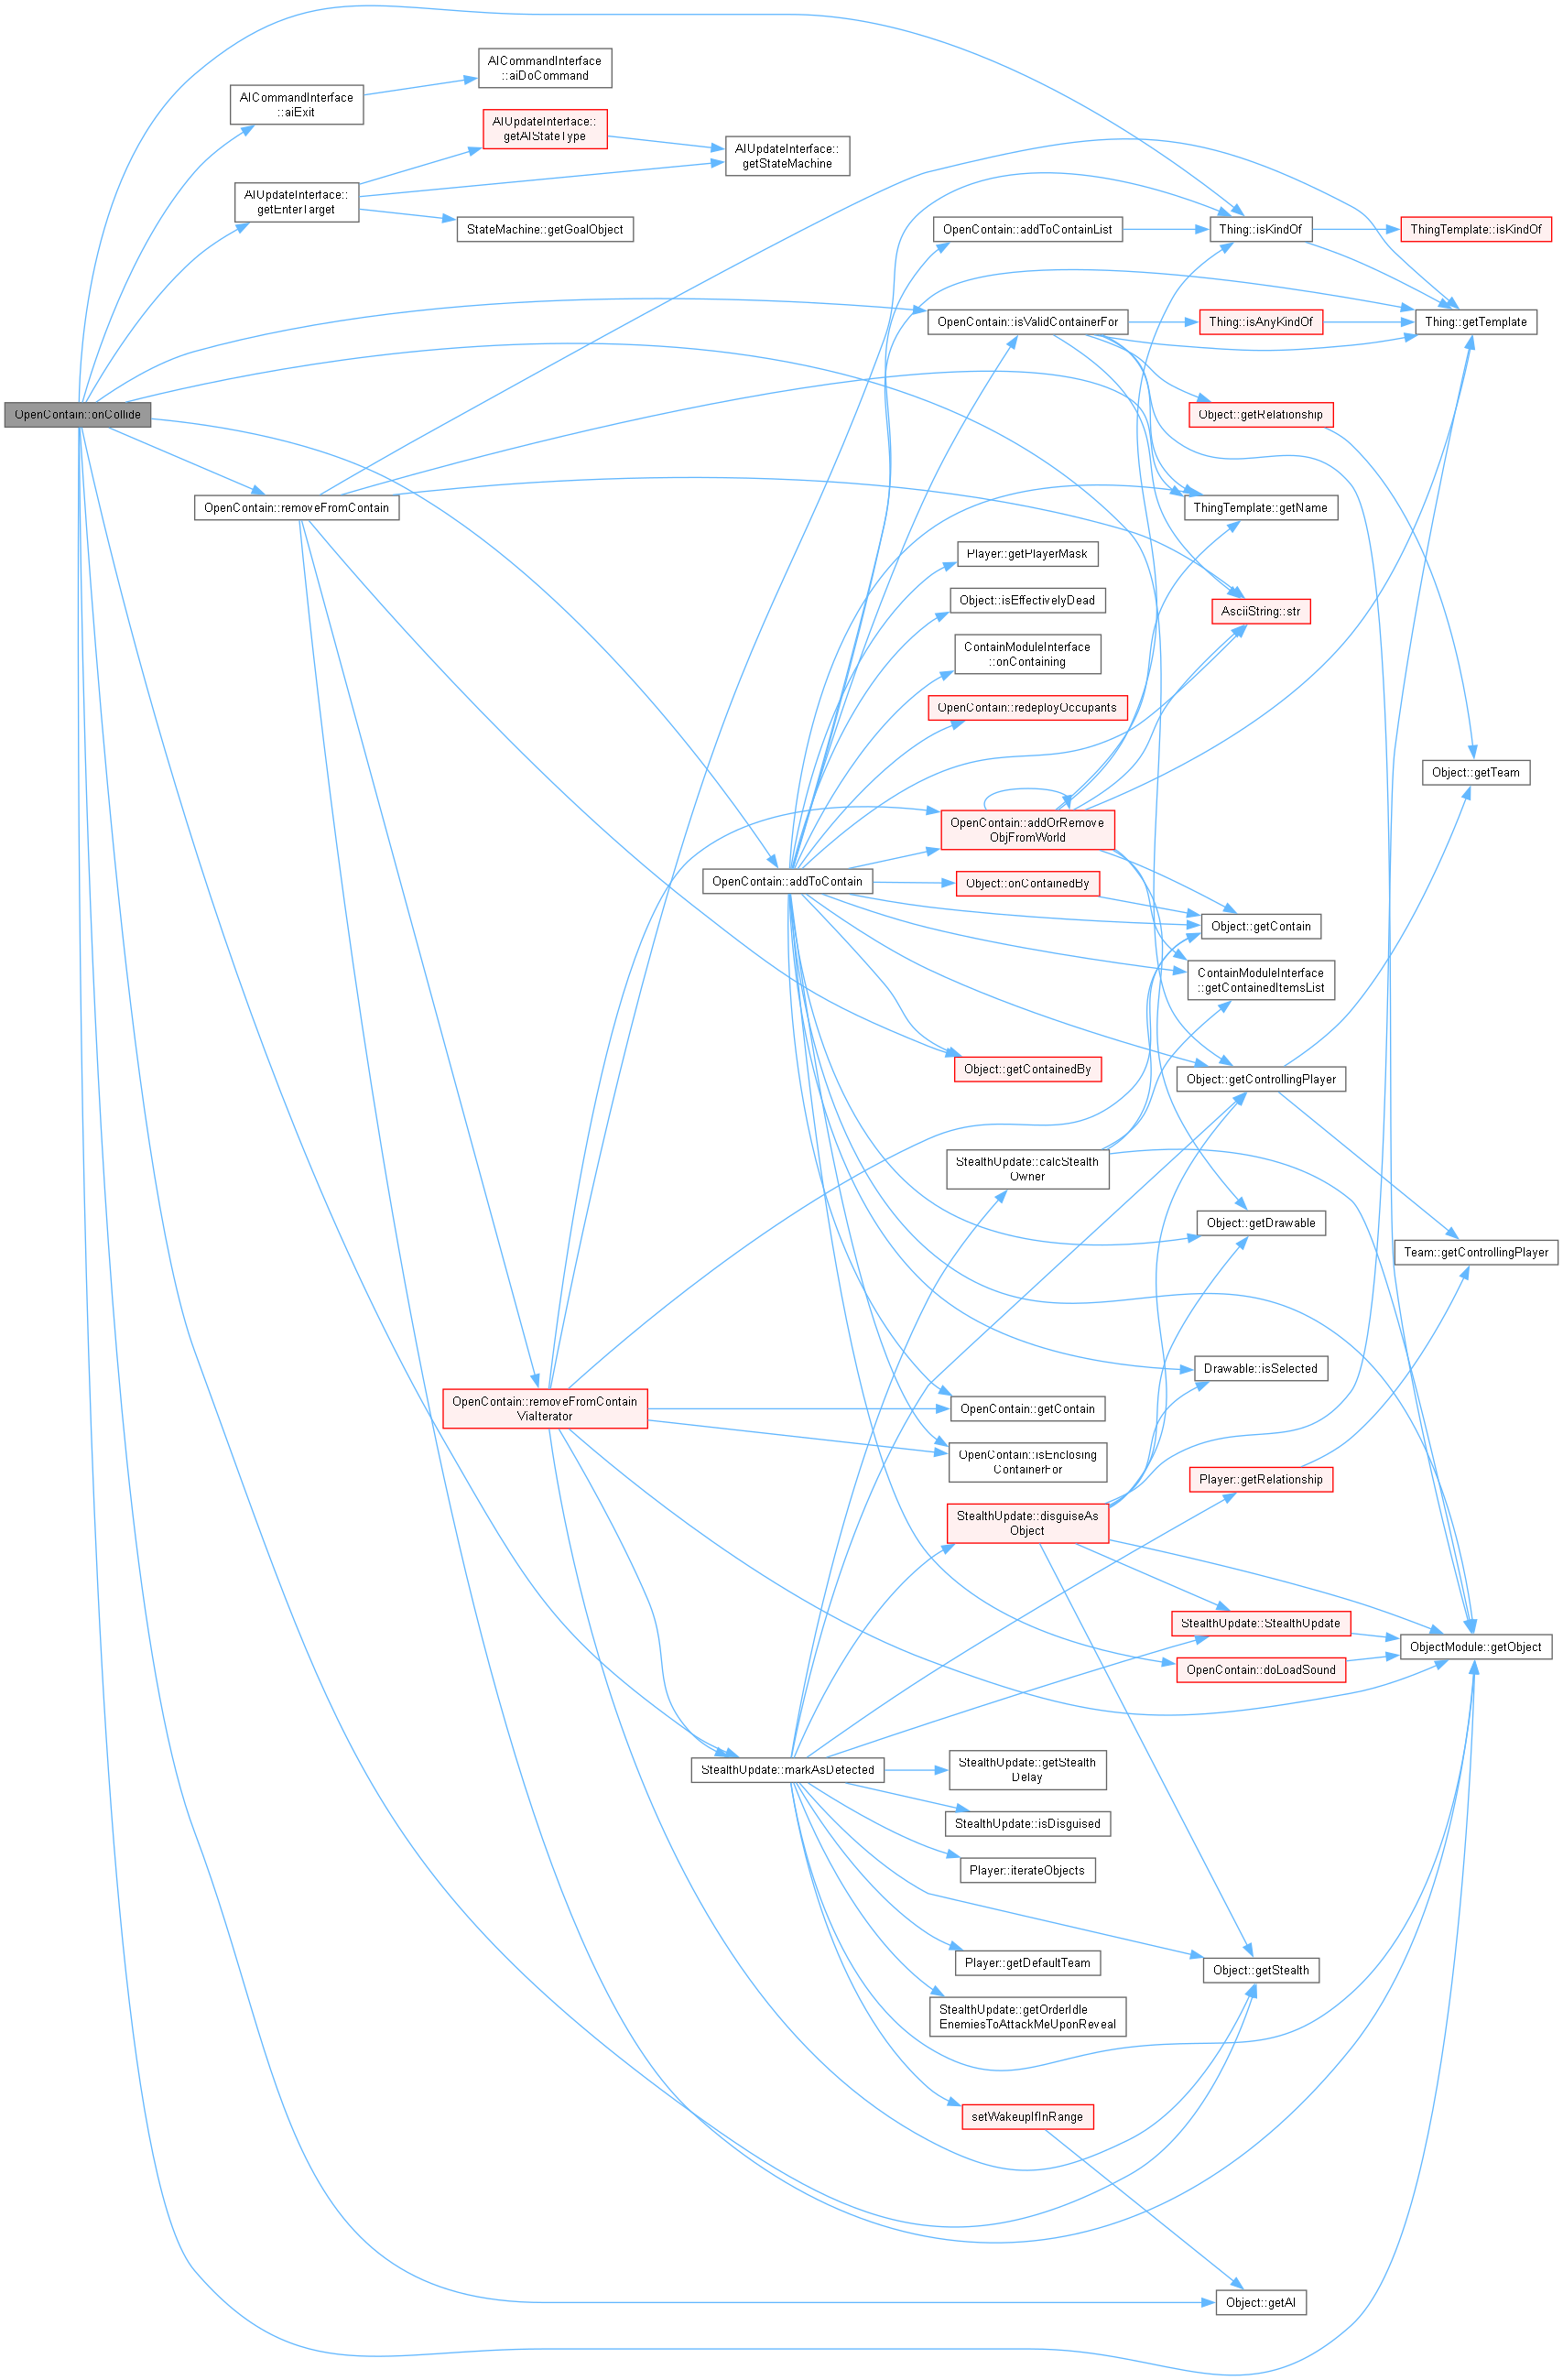 OpenContain::onCollide
AICommandInterface
::aiExit
AICommandInterface
::aiDoCommand
AIUpdateInterface::
getEnterTarget
AIUpdateInterface::
getAIStateType
AIUpdateInterface::
getStateMachine
StateMachine::getGoalObject
OpenContain::removeFromContain
OpenContain::addToContainList
Thing::isKindOf
ThingTemplate::isKindOf
OpenContain::isValidContainerFor
Thing::isAnyKindOf
Thing::getTemplate
Object::getRelationship
ThingTemplate::getName
Player::getPlayerMask
Object::isEffectivelyDead
AsciiString::str
ContainModuleInterface
::onContaining
OpenContain::redeployOccupants
Object::getTeam
OpenContain::addOrRemove
ObjFromWorld
OpenContain::addToContain
Object::onContainedBy
Object::getContain
ContainModuleInterface
::getContainedItemsList
Object::getContainedBy
Object::getControllingPlayer
StealthUpdate::calcStealth
Owner
Object::getDrawable
Team::getControllingPlayer
Drawable::isSelected
OpenContain::removeFromContain
ViaIterator
OpenContain::getContain
OpenContain::isEnclosing
ContainerFor
Player::getRelationship
StealthUpdate::disguiseAs
Object
StealthUpdate::StealthUpdate
ObjectModule::getObject
OpenContain::doLoadSound
StealthUpdate::markAsDetected
StealthUpdate::getStealth
Delay
StealthUpdate::isDisguised
Player::iterateObjects
Player::getDefaultTeam
Object::getStealth
StealthUpdate::getOrderIdle
EnemiesToAttackMeUponReveal
setWakeupIfInRange
Object::getAI